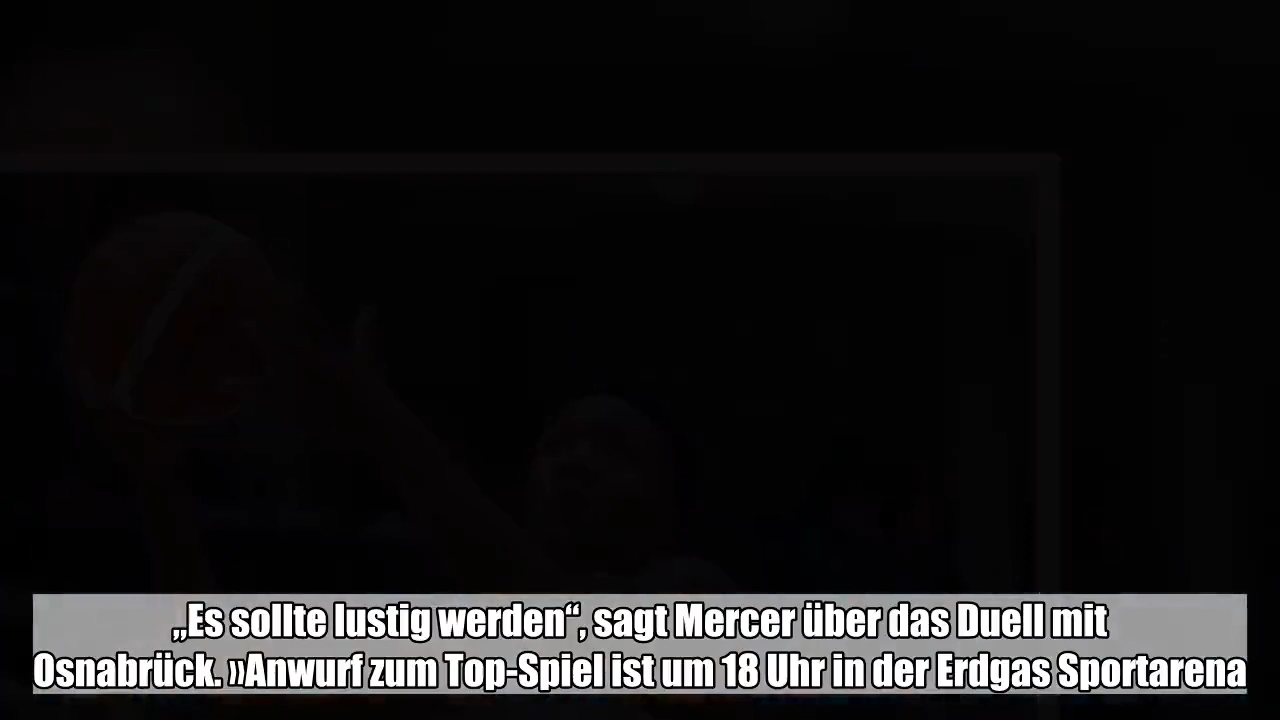 „Es sollte lustig werden“, sagt Mercer über das Duell mit
Osnabrück. »Anwurf zum Top-Spiel ist um 18 Uhr in der Erdgas Sportarena